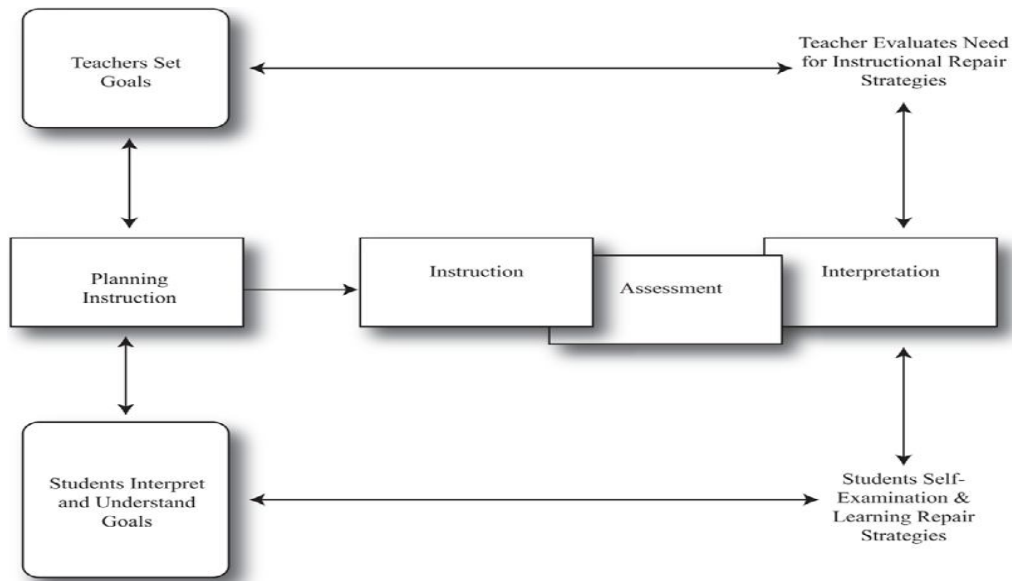 Teachers Set
Goals
Teacher Evaluates Need
for Instructional Repair
Strategies
Planning
Instruction
Instruction
Assessment
Interpretation
Students Interpret
and Understand
Goals
Students Self-
Examination &
Learning Repair
Strategies